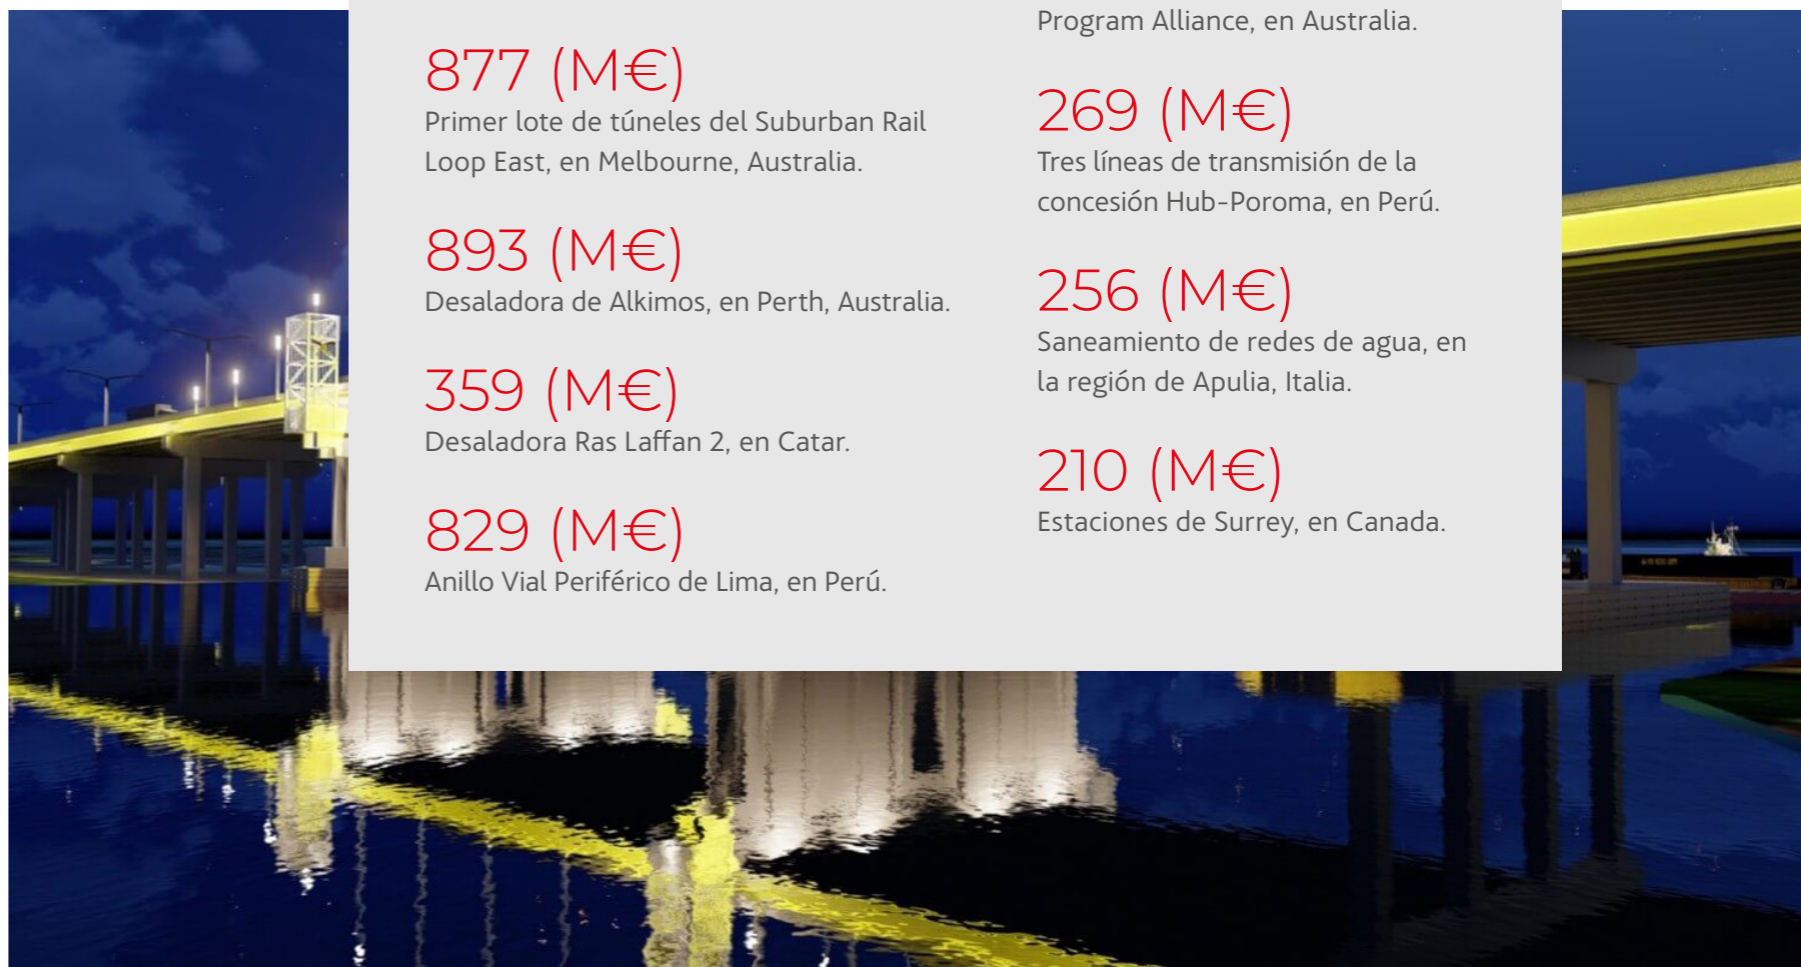 877 (M€)
Primer lote de túneles del Suburban Rail
Loop East, en Melbourne, Australia.
893 (M€)
Desaladora de Alkimos, en Perth, Australia.
359 (M€)
Desaladora Ras Laffan 2, en Catar.
829 (M€)
Anillo Vial Periférico de Lima, en Perú.
Program Alliance, en Australia.
269 (M€)
Tres líneas de transmisión de la
concesión Hub-Poroma, en Perú.
256 (M€)
Saneamiento de redes de agua, en
la región de Apulia, Italia.
210 (M€)
Estaciones de Surrey, en Canada.